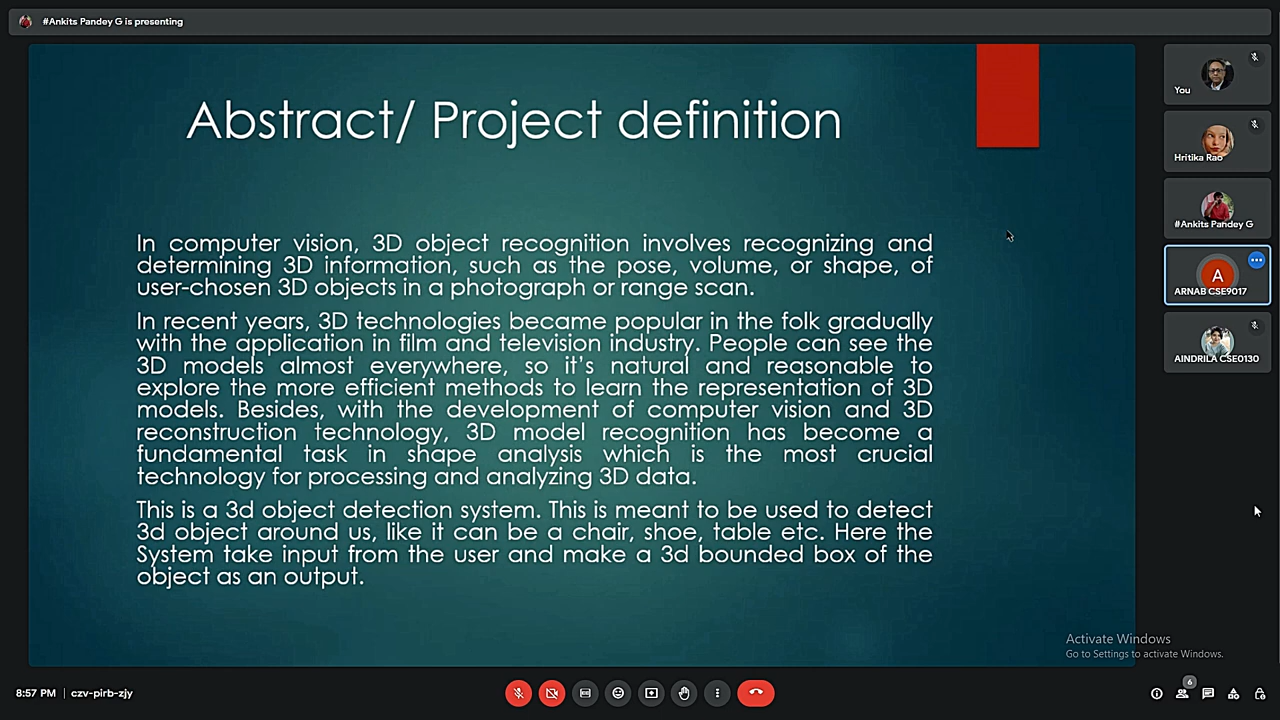 #Ankits Pandey G is presenting
Abstract/ Project definition
In computer vision, 3D object recognition involves recognizing and
determining 3D information, such as the pose, volume, or shape, of
user-chosen 3D objects in a photograph or range scan.
In recent years, 3D technologies became popular in the folk gradually
with the application in film and television industry. People can see the
3D models almost everywhere, so it's natural and reasonable to
explore the more efficient methods to learn the representation of 3D
models. Besides, with the development of computer vision and 3D
reconstruction technology, 3D model recognition has become a
fundamental task in shape analysis which is the most crucial
technology for processing and analyzing 3D data.
This is a 3d object detection system. This is meant to be used to detect
3d object around us, like it can be a chair, shoe, table etc. Here the
System take input from the user and make a 3d bounded box of the
object as an output.
You
Hritika Rao
#Ankits Pandey G
A
ARNAB CSE9017
AINDRILA CSE0130
Activate Windows
Go to Settings to activate Windows.
8:57 PM | czv-pirb-zjy
6